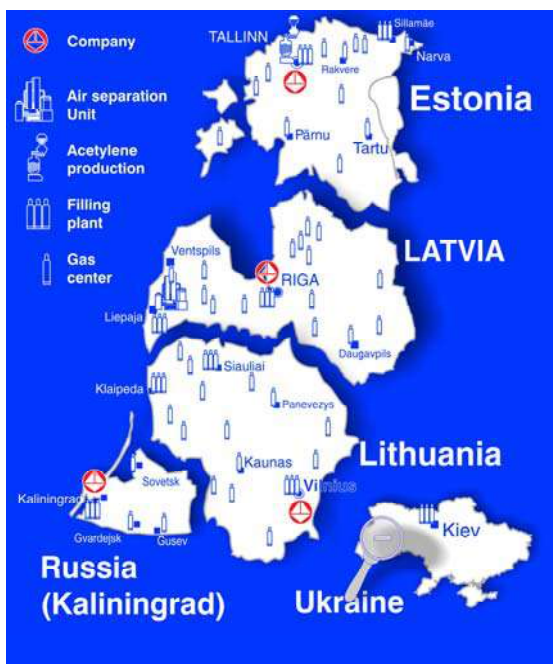 Company
Air separation
Unit
Acetylene
production
Filling
plant
Gas
center
TALLINN
Sillamäe
Narva
Rakvere
Estonia
Pärnu
Tartu
LATVIA
Ventspils
RIGA
Liepaja
Daugavpils
Siauliai
Klaipeda
Panevezys
Lithuania
Kaunas
Vilnius
Sovetsk
Kaliningrad
Gvardejsk
Gusev
Kiev
Russia
(Kaliningrad)
Ukraine